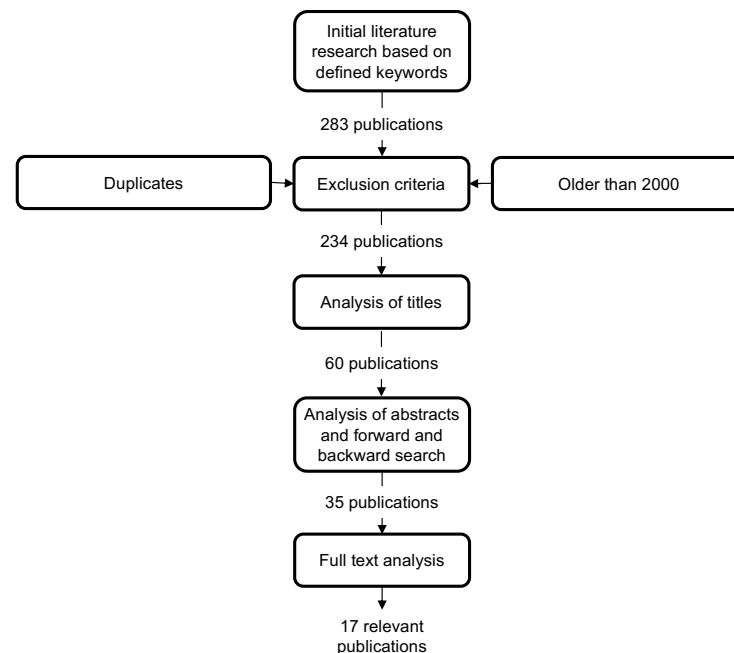 Initial literature
research based on
defined keywords
283 publications
Duplicates
Exclusion criteria
Older than 2000
234 publications
Analysis of titles
60 publications
Analysis of abstracts
and forward and
backward search
35 publications
Full text analysis
17 relevant
publications